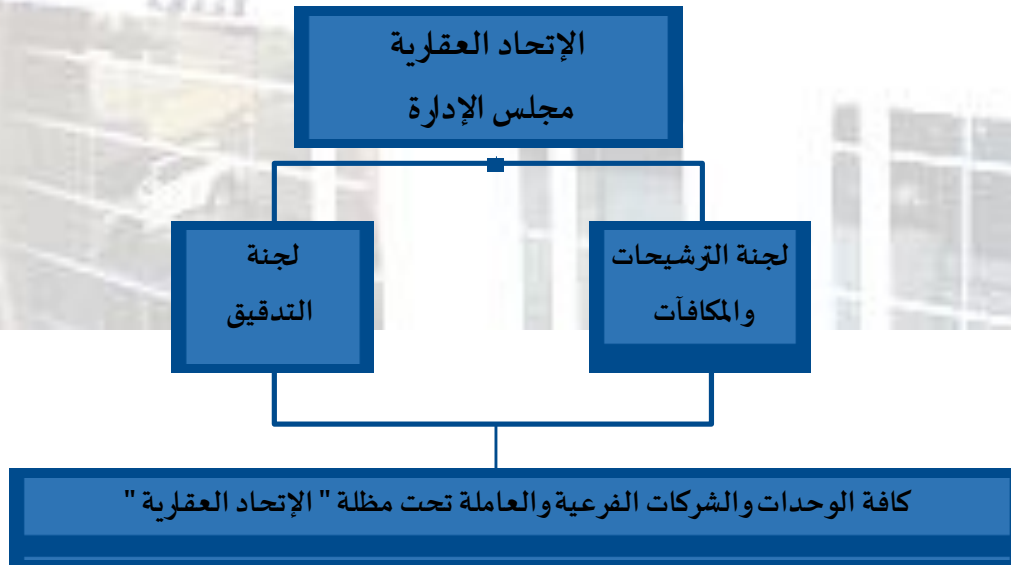 الإتحاد العقارية
مجلس الإدارة
لجنة الترشيحات
والمكافآت
لجنة
التدقيق
كافة الوحدات والشركات الفرعية والعاملة تحت مظلة " الإتحاد العقارية "